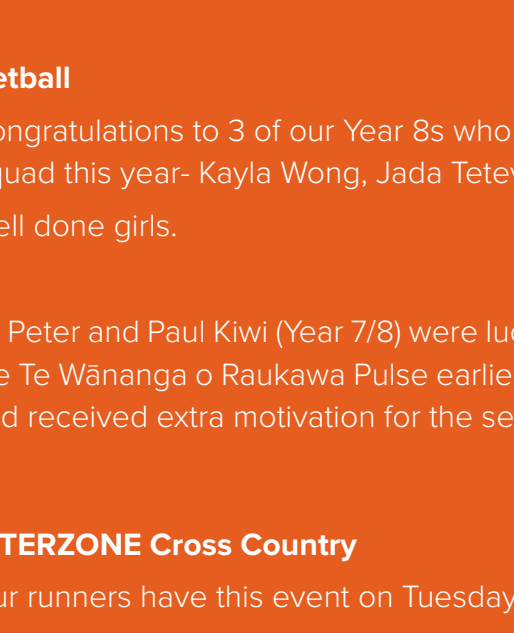 etball
ongratulations to 3 of our Year 8s who
quad this year- Kayla Wong, Jada Tetev
ell done girls.
Peter and Paul Kiwi (Year 7/8) were luc
e Te Wānanga o Raukawa Pulse earlie
d received extra motivation for the se
TERZONE Cross Country
ur runners have this event on Tuesday